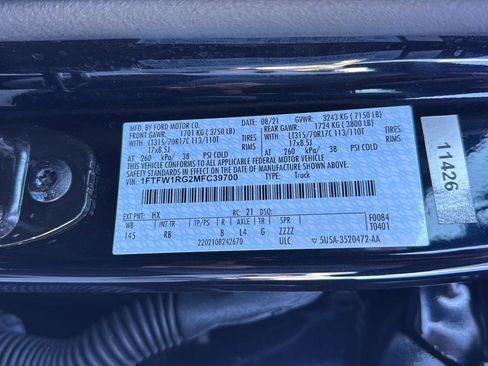 MFD. BY FORD MOTOR CO.
DATE: 08/21 GVWR: 3243 KG ( 7150 LB)
FRONT GAWR: 1701 KG ( 3750 LB) REAR GAWR: 1724 KG ( 3800 LB)
LT315/70R17C 113/110T LT315/70R17C 113/110T
17x8.5J 17x8.5J
AT 260 kPa/ 38 PSI COLD AT 260 kPa/ 38 PSI COLD
THIS VEHICLE CONFORMS TO ALL APPLICABLE FEDERAL MOTOR VEHICLE
SAFETY STANDARDS IN EFFECT ON THE DATE OF MANUFACTURE SHOWN ABOVE.
VIN: 1FTFW1RG2MFC39700
TYPE: TRUCK
EXT PNT: HX RC: 21 DSO: F0084
WB BRK INT TR TP/PS R AXLE TR SPR T0401
145 RB 8 L4 G ZZZZ
2202108242670 ULC 5U5A-3520472-AA
11426